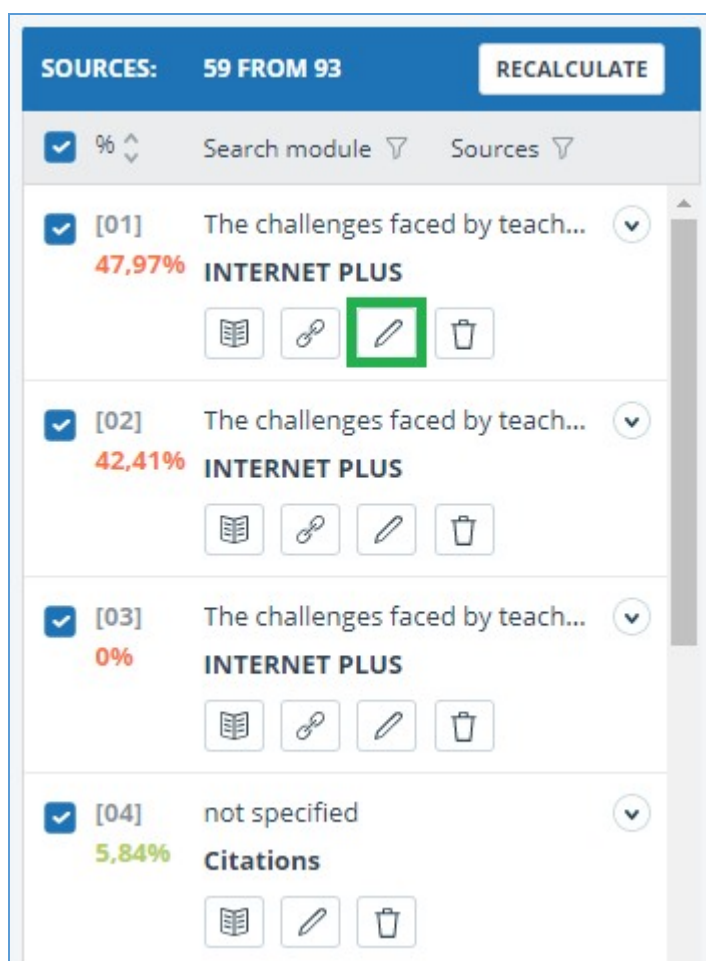 SOURCES: 59 FROM 93 RECALCULATE
% Search module Sources
[01] The challenges faced by teach...
47,97% INTERNET PLUS
[02] The challenges faced by teach...
42,41% INTERNET PLUS
[03] The challenges faced by teach...
0% INTERNET PLUS
[04] not specified
5,84% Citations